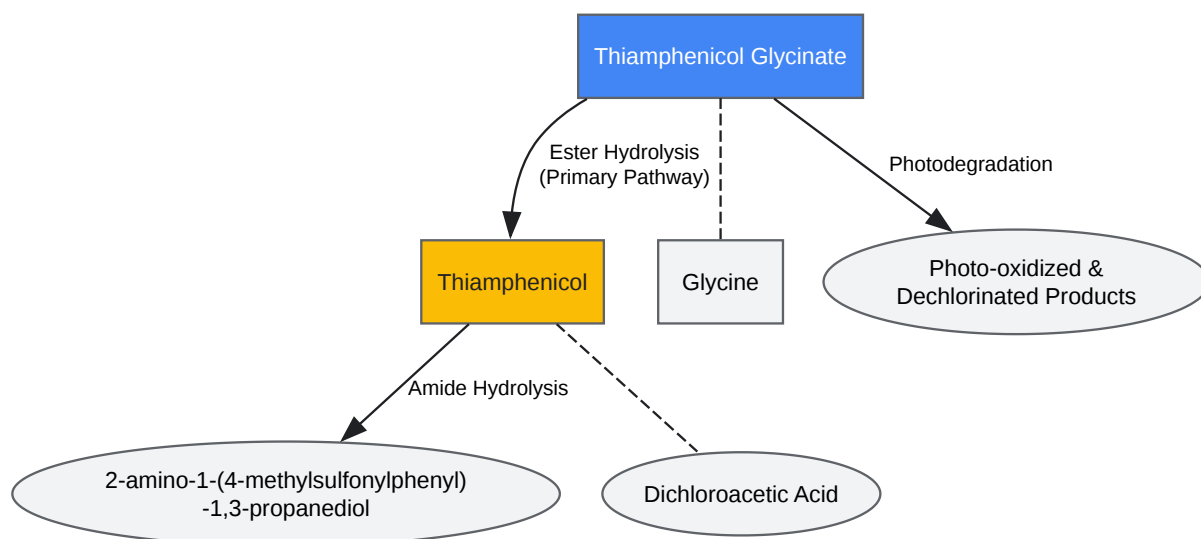 Thiamphenicol Glycinate
Ester Hydrolysis
(Primary Pathway)
Photodegradation
Thiamphenicol
Glycine
Photo-oxidized &
Dechlorinated Products
Amide Hydrolysis
2-amino-1-(4-methylsulfonylphenyl)
-1,3-propanediol
Dichloroacetic Acid